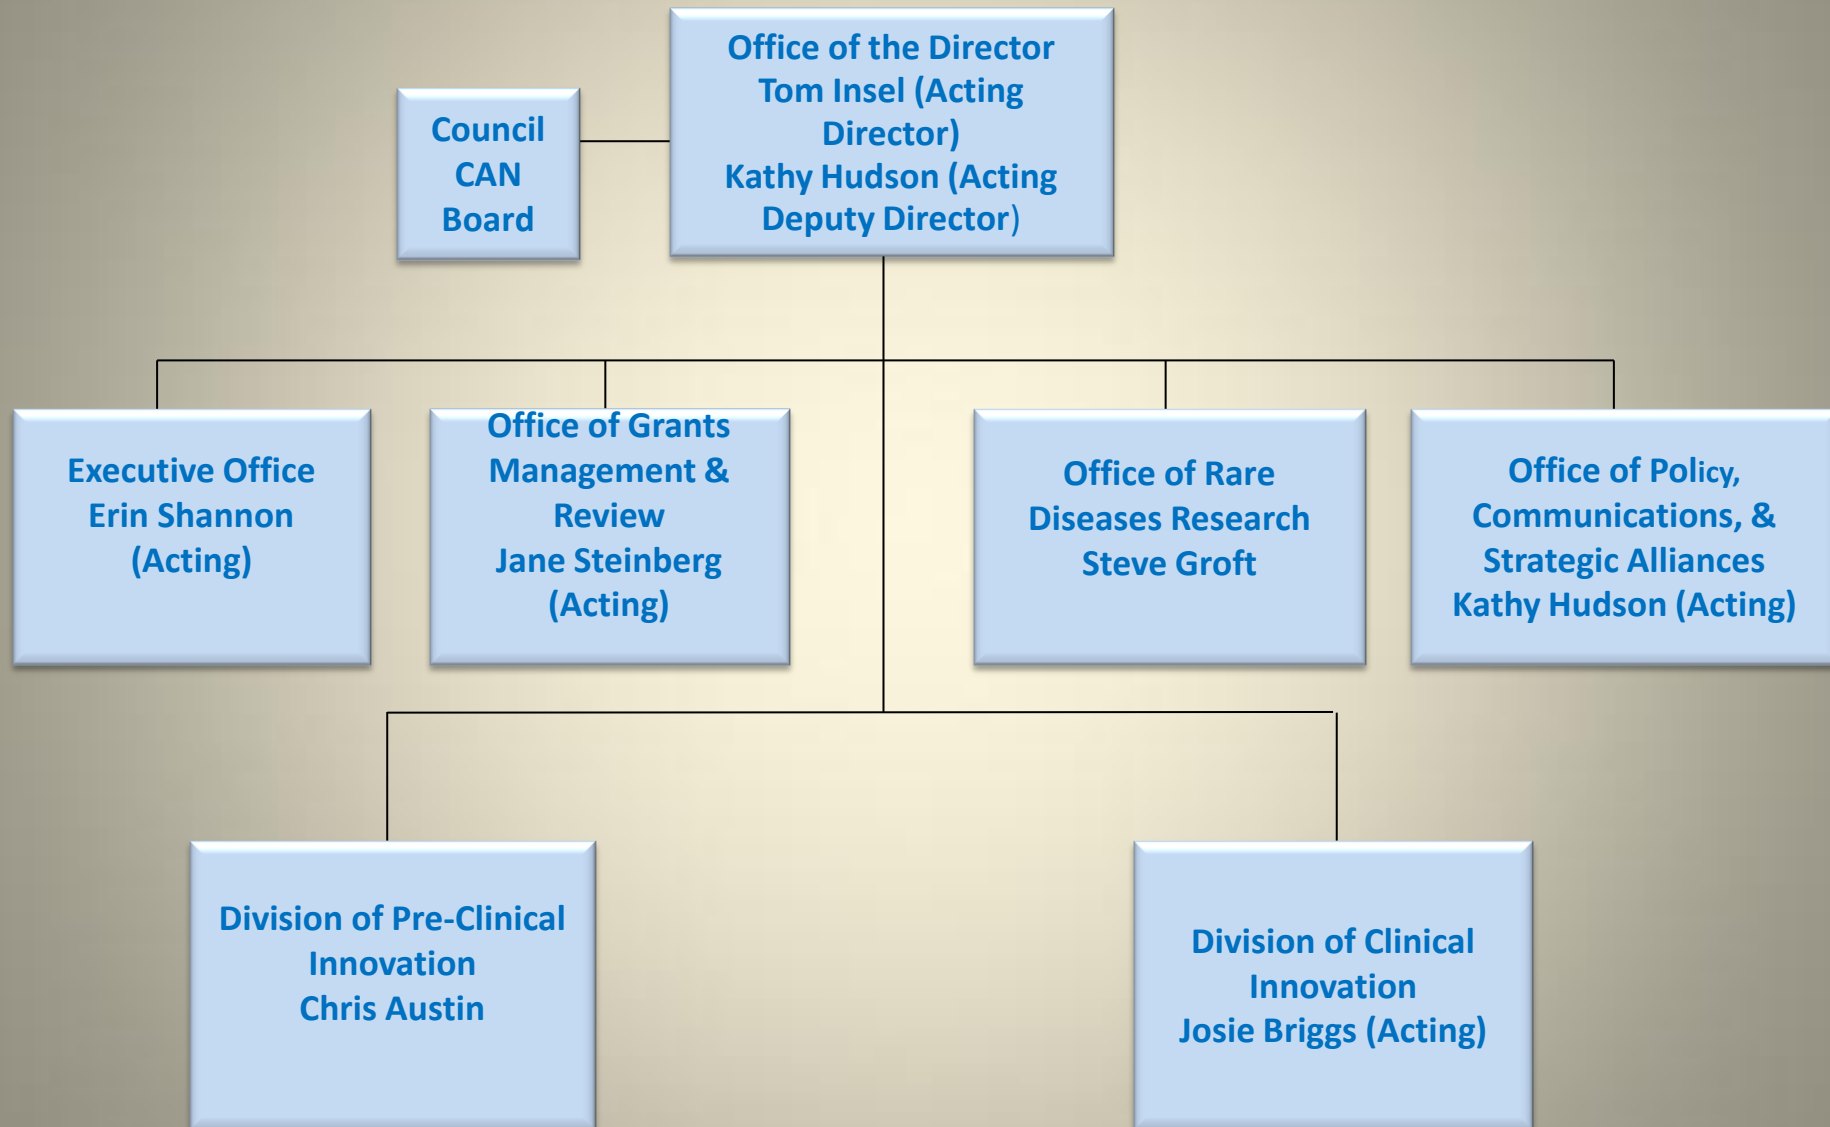 Office of the Director
Tom Insel (Acting
Director)
Kathy Hudson (Acting
Deputy Director)
Council
CAN
Board
Executive Office
Erin Shannon
(Acting)
Office of Grants
Management &
Review
Jane Steinberg
(Acting)
Office of Rare
Diseases Research
Steve Groft
Office of Policy,
Communications, &
Strategic Alliances
Kathy Hudson (Acting)
Division of Pre-Clinical
Innovation
Chris Austin
Division of Clinical
Innovation
Josie Briggs (Acting)